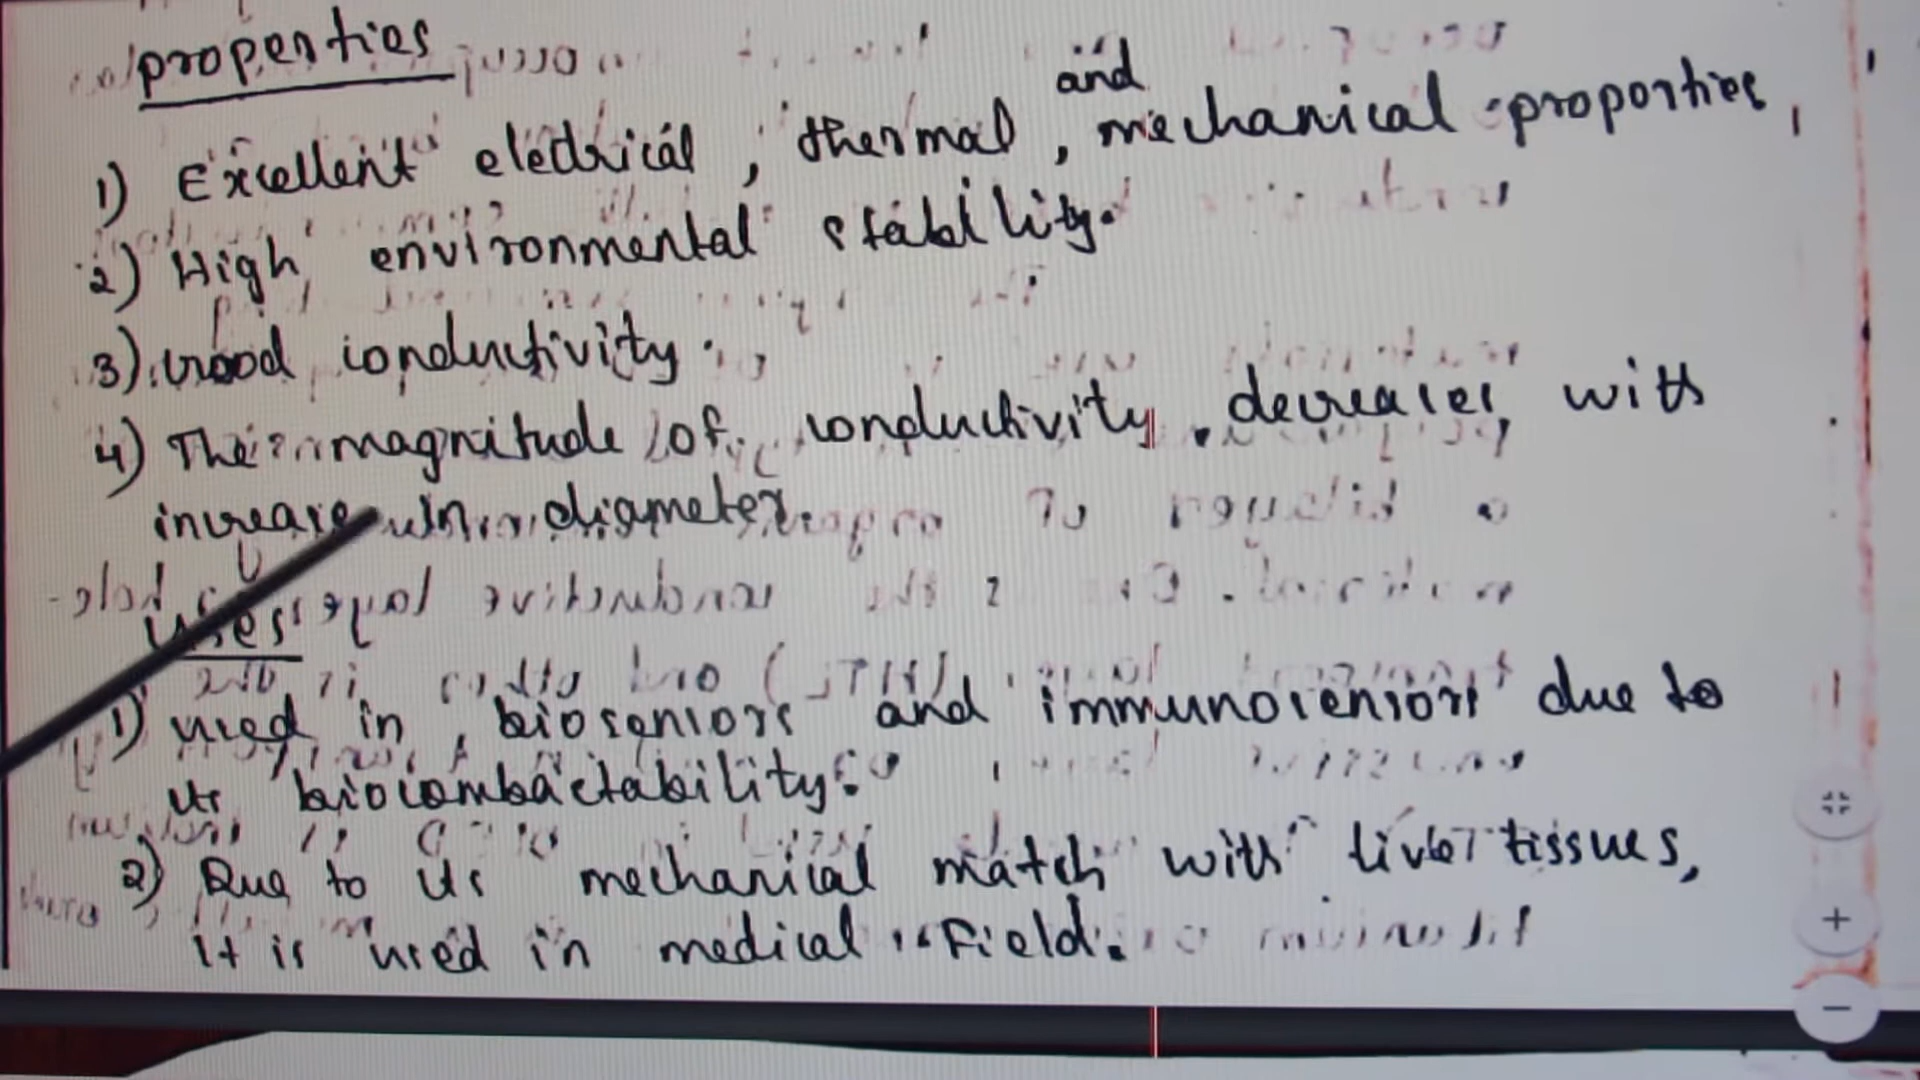 properties
1) Excellent electrical, thermal, and mechanical properties,
2) High environmental stability.
3) Good conductivity.
4) The magnitude of conductivity decreases with
increase in diameter.
Uses
1) used in biosensors and immunosensors due to
its biocombactability.
2) Due to its mechanical match with liver tissues,
it is used in medical field.